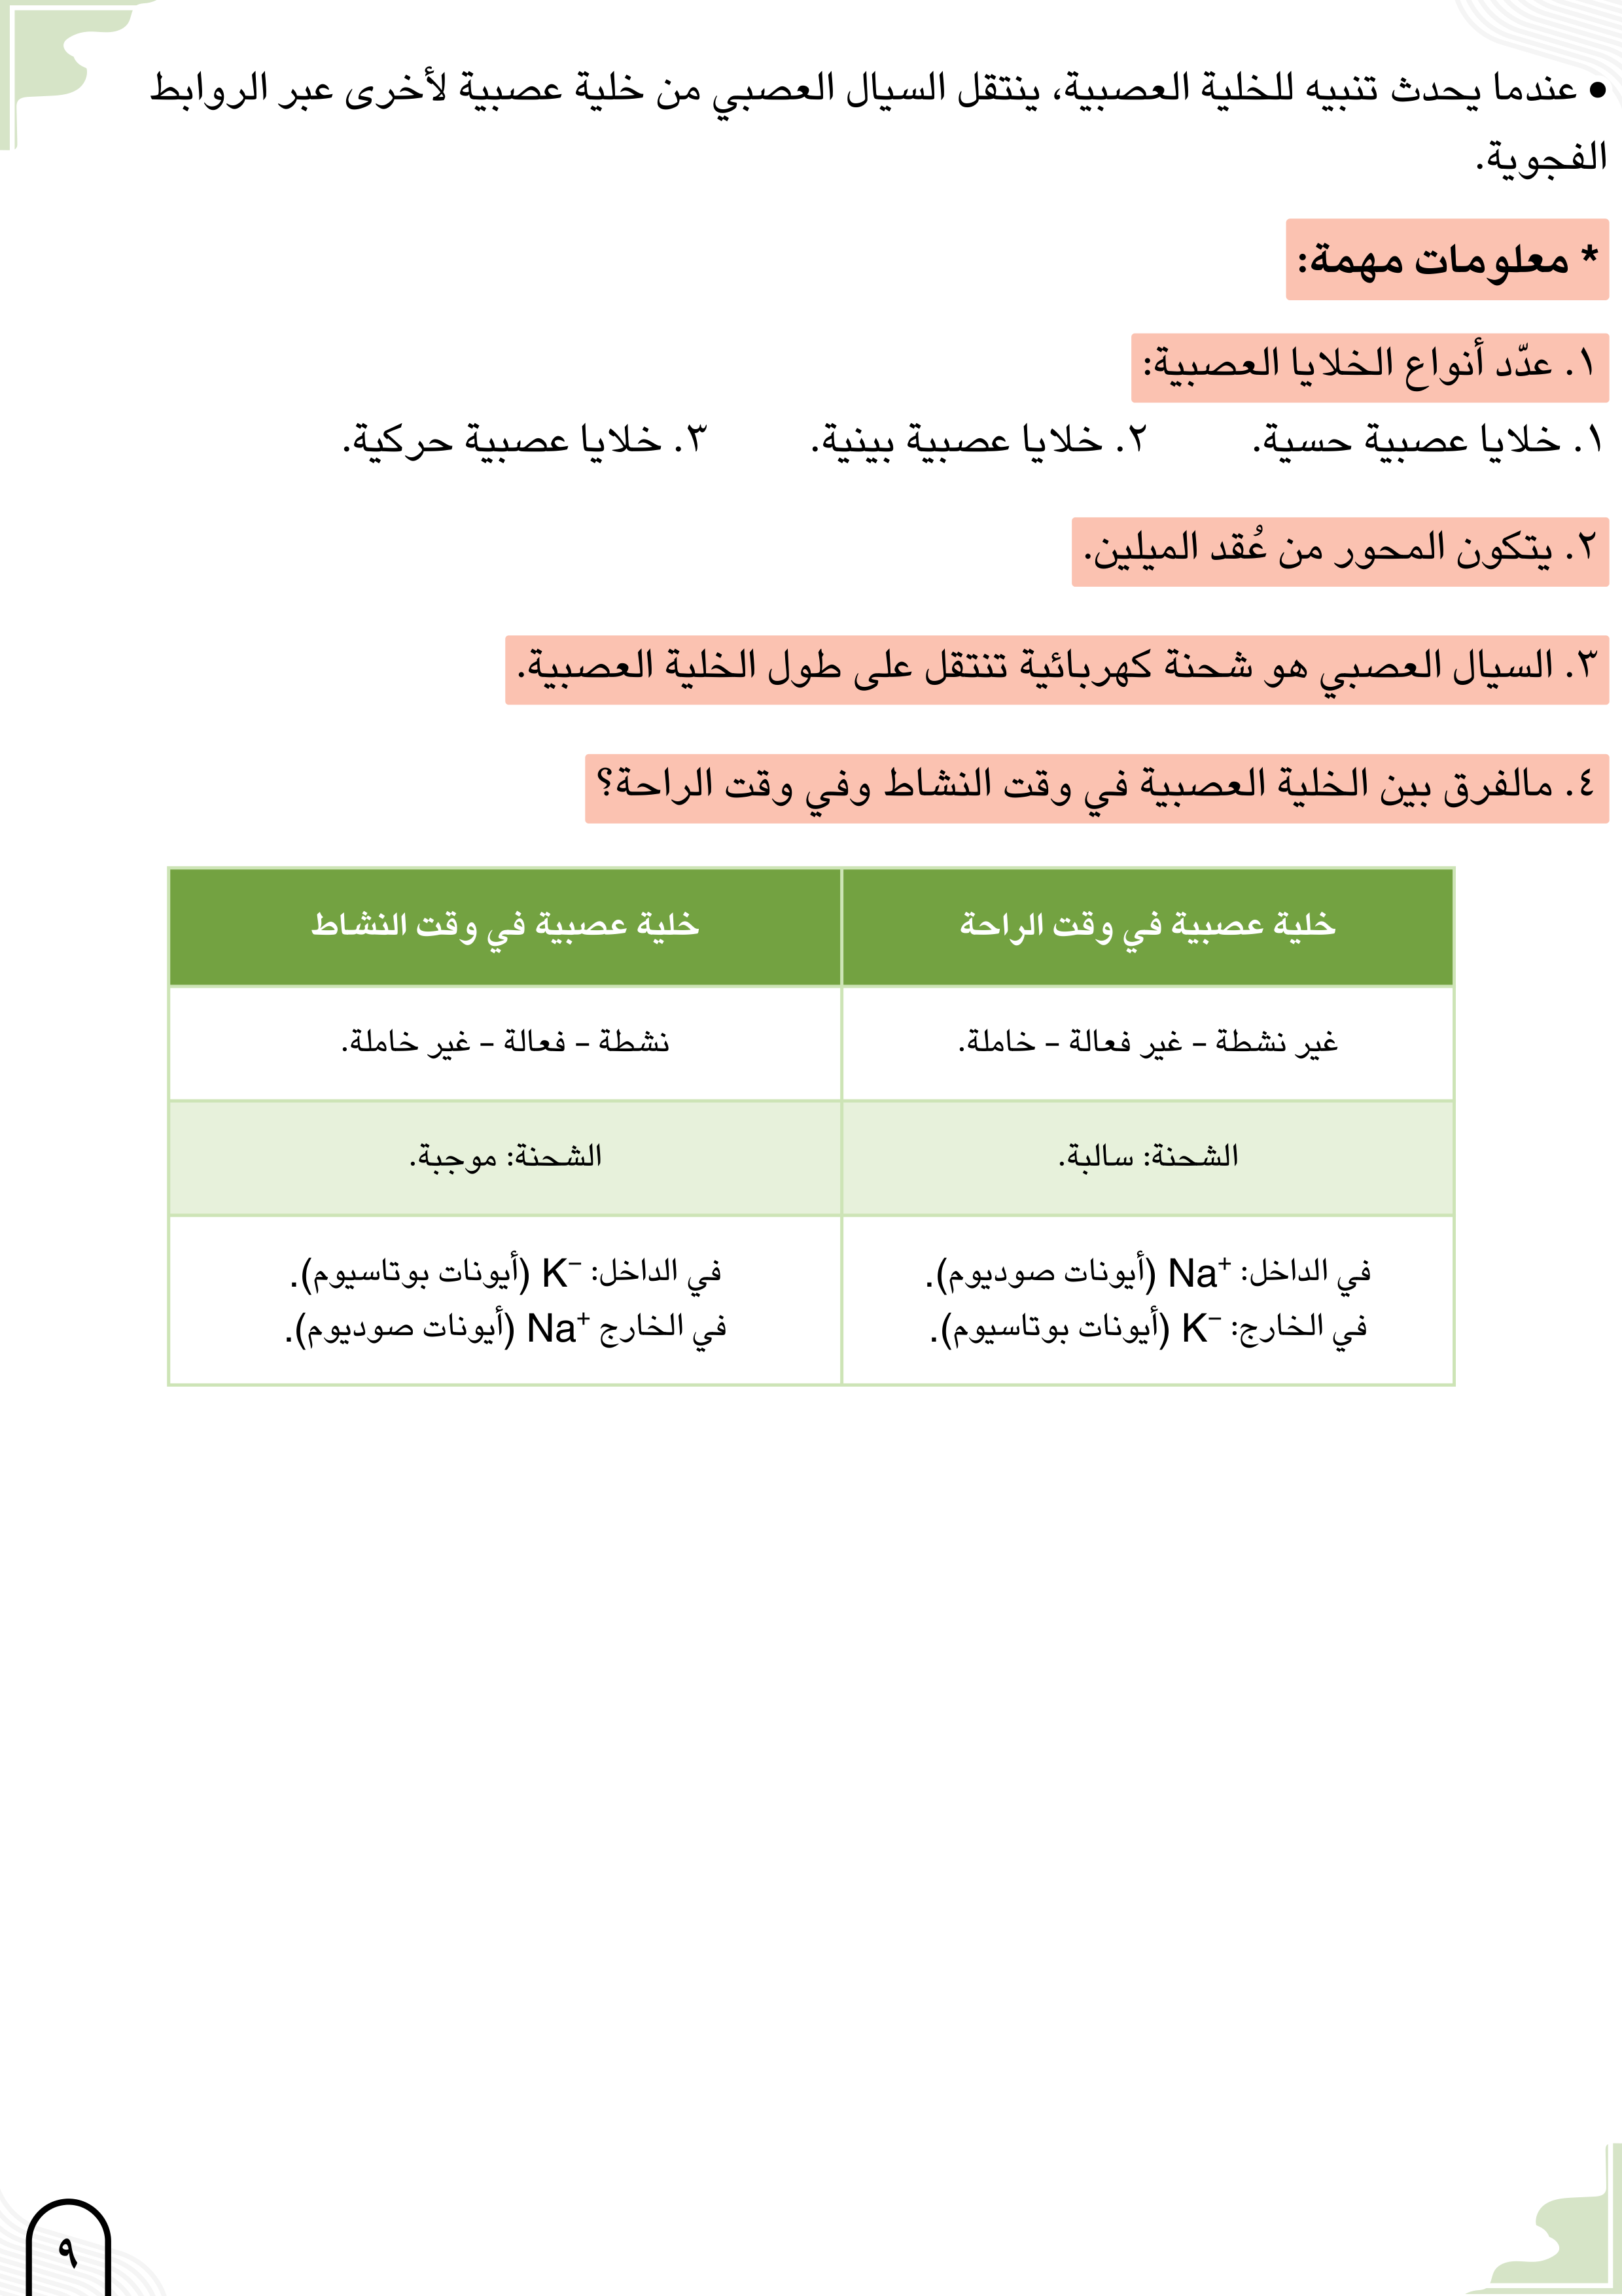 • عندما يحدث تنبيه للخلية العصبية، ينتقل السيال العصبي من خلية عصبية لأخرى عبر الروابط
الفجوية.
* معلومات مهمة:
١. عدّد أنواع الخلايا العصبية:
١. خلايا عصبية حسية. ٢. خلايا عصبية بينية. ٣. خلايا عصبية حركية.
٢. يتكون المحور من عُقد الميلين.
٣. السيال العصبي هو شحنة كهربائية تنتقل على طول الخلية العصبية.
٤. مالفرق بين الخلية العصبية في وقت النشاط وفي وقت الراحة؟
خلية عصبية في وقت الراحة
خلية عصبية في وقت النشاط
غير نشطة – غير فعالة – خاملة.
نشطة – فعالة – غير خاملة.
الشحنة: سالبة.
الشحنة: موجبة.
في الداخل: Na⁺ (أيونات صوديوم).
في الخارج: K⁻ (أيونات بوتاسيوم).
في الداخل: K⁻ (أيونات بوتاسيوم).
في الخارج Na⁺ (أيونات صوديوم).
٩